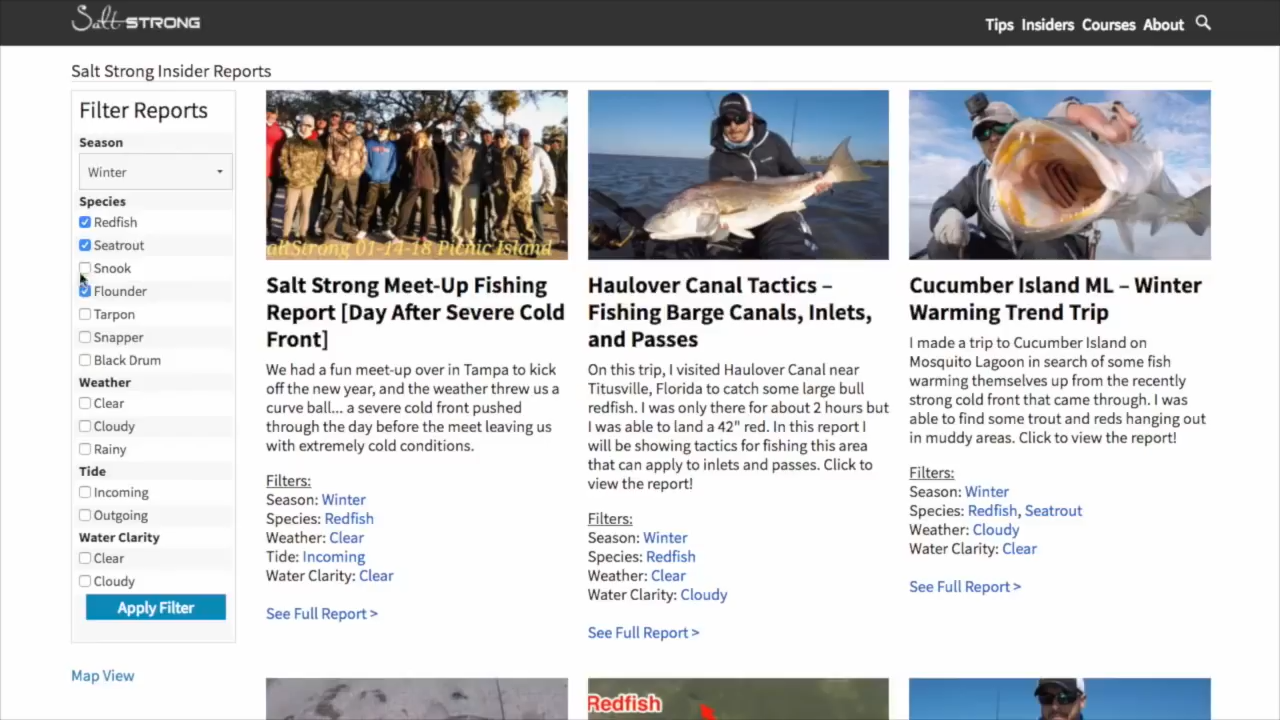 Salt STRONG
Tips Insiders Courses About
Salt Strong Insider Reports
Filter Reports
Season
Winter
Species
Redfish
Seatrout
Snook
Flounder
Tarpon
Snapper
Black Drum
Weather
Clear
Cloudy
Rainy
Tide
Incoming
Outgoing
Water Clarity
Clear
Cloudy
Apply Filter
Map View
altStrong 01-14-18 Picnic Island
Salt Strong Meet-Up Fishing
Report [Day After Severe Cold
Front]
We had a fun meet-up over in Tampa to kick
off the new year, and the weather threw us a
curve ball... a severe cold front pushed
through the day before the meet leaving us
with extremely cold conditions.
Filters:
Season: Winter
Species: Redfish
Weather: Clear
Tide: Incoming
Water Clarity: Clear
See Full Report >
Haulover Canal Tactics –
Fishing Barge Canals, Inlets,
and Passes
On this trip, I visited Haulover Canal near
Titusville, Florida to catch some large bull
redfish. I was only there for about 2 hours but
I was able to land a 42" red. In this report I
will be showing tactics for fishing this area
that can apply to inlets and passes. Click to
view the report!
Filters:
Season: Winter
Species: Redfish
Weather: Clear
Water Clarity: Cloudy
See Full Report >
Cucumber Island ML – Winter
Warming Trend Trip
I made a trip to Cucumber Island on
Mosquito Lagoon in search of some fish
warming themselves up from the recently
strong cold front that came through. I was
able to find some trout and reds hanging out
in muddy areas. Click to view the report!
Filters:
Season: Winter
Species: Redfish, Seatrout
Weather: Cloudy
Water Clarity: Clear
See Full Report >
Redfish